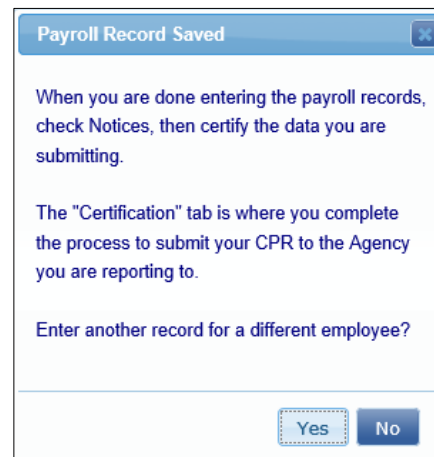 Payroll Record Saved
When you are done entering the payroll records,
check Notices, then certify the data you are
submitting.
The "Certification" tab is where you complete
the process to submit your CPR to the Agency
you are reporting to.
Enter another record for a different employee?
Yes No